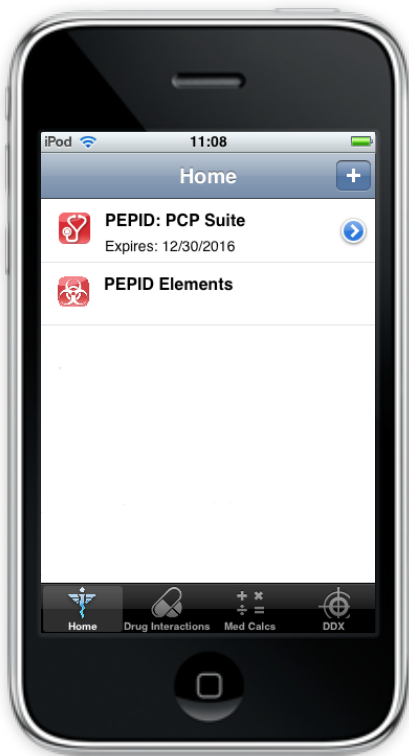 iPod 11:08
Home +
PEPID: PCP Suite
Expires: 12/30/2016
PEPID Elements
Home Drug Interactions Med Calcs DDX